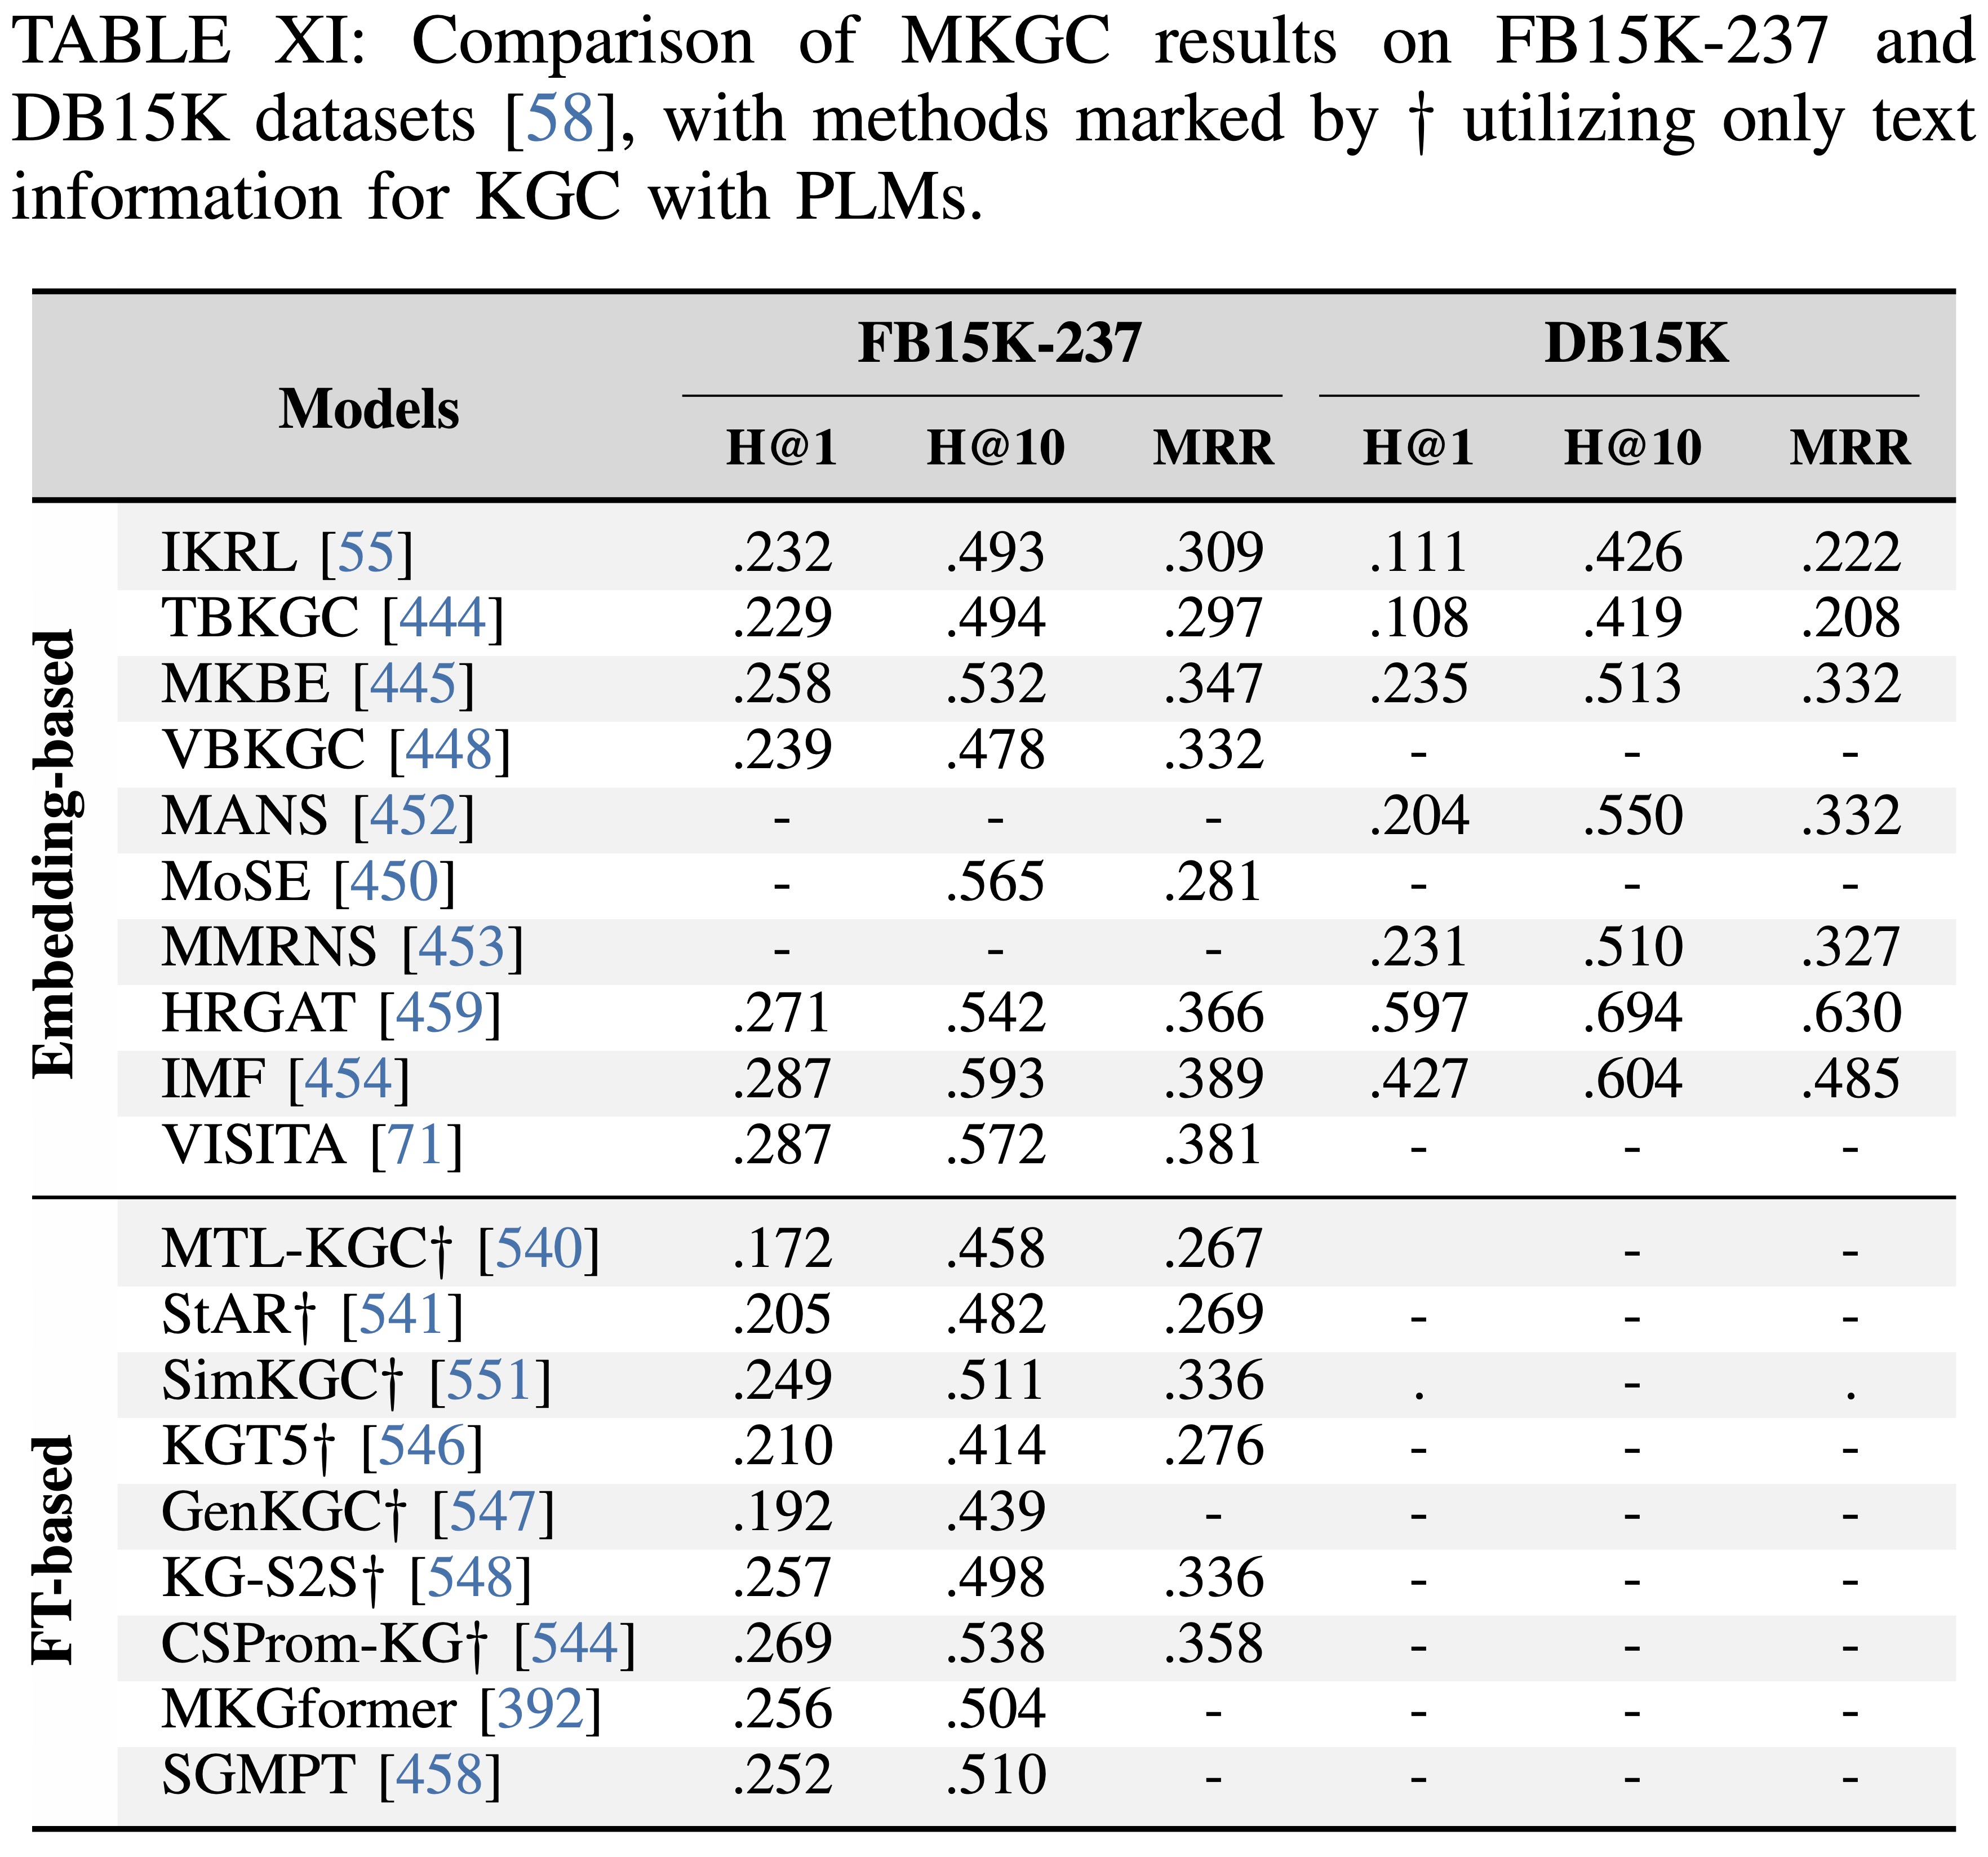 TABLE XI: Comparison of MKGC results on FB15K-237 and
DB15K datasets [58], with methods marked by † utilizing only text
information for KGC with PLMs.
Models FB15K-237 DB15K
H@1 H@10 MRR H@1 H@10 MRR
Embedding-based
IKRL [55] .232 .493 .309 .111 .426 .222
TBKGC [444] .229 .494 .297 .108 .419 .208
MKBE [445] .258 .532 .347 .235 .513 .332
VBKGC [448] .239 .478 .332 - - -
MANS [452] - - - .204 .550 .332
MoSE [450] - .565 .281 - - -
MMRNS [453] - - - .231 .510 .327
HRGAT [459] .271 .542 .366 .597 .694 .630
IMF [454] .287 .593 .389 .427 .604 .485
VISITA [71] .287 .572 .381 - - -
FT-based
MTL-KGC† [540] .172 .458 .267 - -
StAR† [541] .205 .482 .269 - - -
SimKGC† [551] .249 .511 .336 . - .
KGT5† [546] .210 .414 .276 - - -
GenKGC† [547] .192 .439 - - - -
KG-S2S† [548] .257 .498 .336 - - -
CSProm-KG† [544] .269 .538 .358 - - -
MKGformer [392] .256 .504 - - - -
SGMPT [458] .252 .510 - - - -